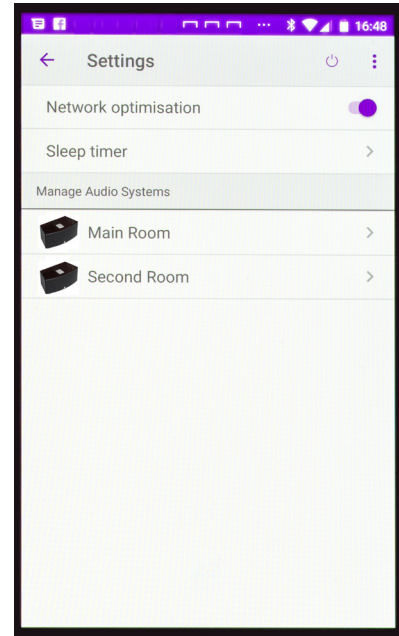 16:48
Settings
Network optimisation
Sleep timer
Manage Audio Systems
Main Room
Second Room